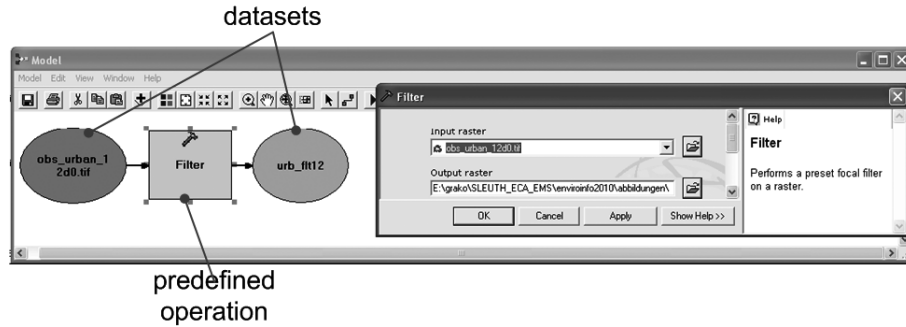 datasets
Model
Model Edit View Window Help
obs_urban_1
2d0.tif
Filter
urb_flt12
Filter
Input raster
obs_urban_12d0.tif
Output raster
E:\grako\SLEUTH_ECA_EMS\enviroinfo2010\abbildungen\
OK Cancel Apply Show Help >>
Help
Filter
Performs a preset focal filter
on a raster.
predefined
operation